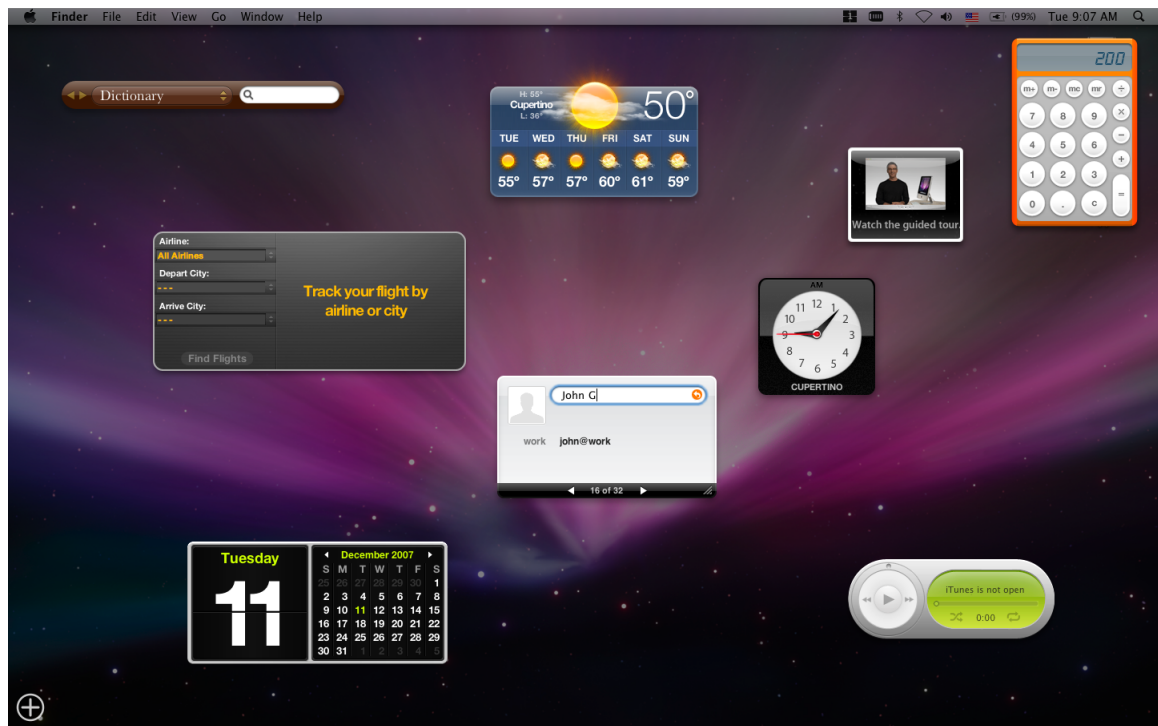 Finder File Edit View Go Window Help
(99%) Tue 9:07 AM
200
m+ m- mc mr ÷
7 8 9 ×
4 5 6 −
1 2 3 +
0 . c =
Dictionary
H: 55°
Cupertino
L: 36°
50°
TUE WED THU FRI SAT SUN
55° 57° 57° 60° 61° 59°
Watch the guided tour.
Airline:
All Airlines
Depart City:
---
Arrive City:
---
Find Flights
Track your flight by
airline or city
AM
12 1 2 3 4 5 6 7 8 9 10 11
CUPERTINO
John G
work john@work
16 of 32
Tuesday
11
December 2007
S M T W T F S
25 26 27 28 29 30 1
2 3 4 5 6 7 8
9 10 11 12 13 14 15
16 17 18 19 20 21 22
23 24 25 26 27 28 29
30 31 1 2 3 4 5
iTunes is not open
0:00